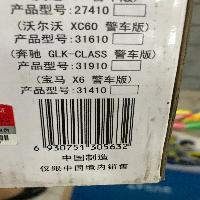 产品型号:27410
(沃尔沃 XC60 警车版)
产品型号:31610
(奔驰 GLK-CLASS 警车版)
产品型号:31910
(宝马 X6 警车版)
产品型号:31410
6 930751 305632
中国制造
仅限中国境内销售